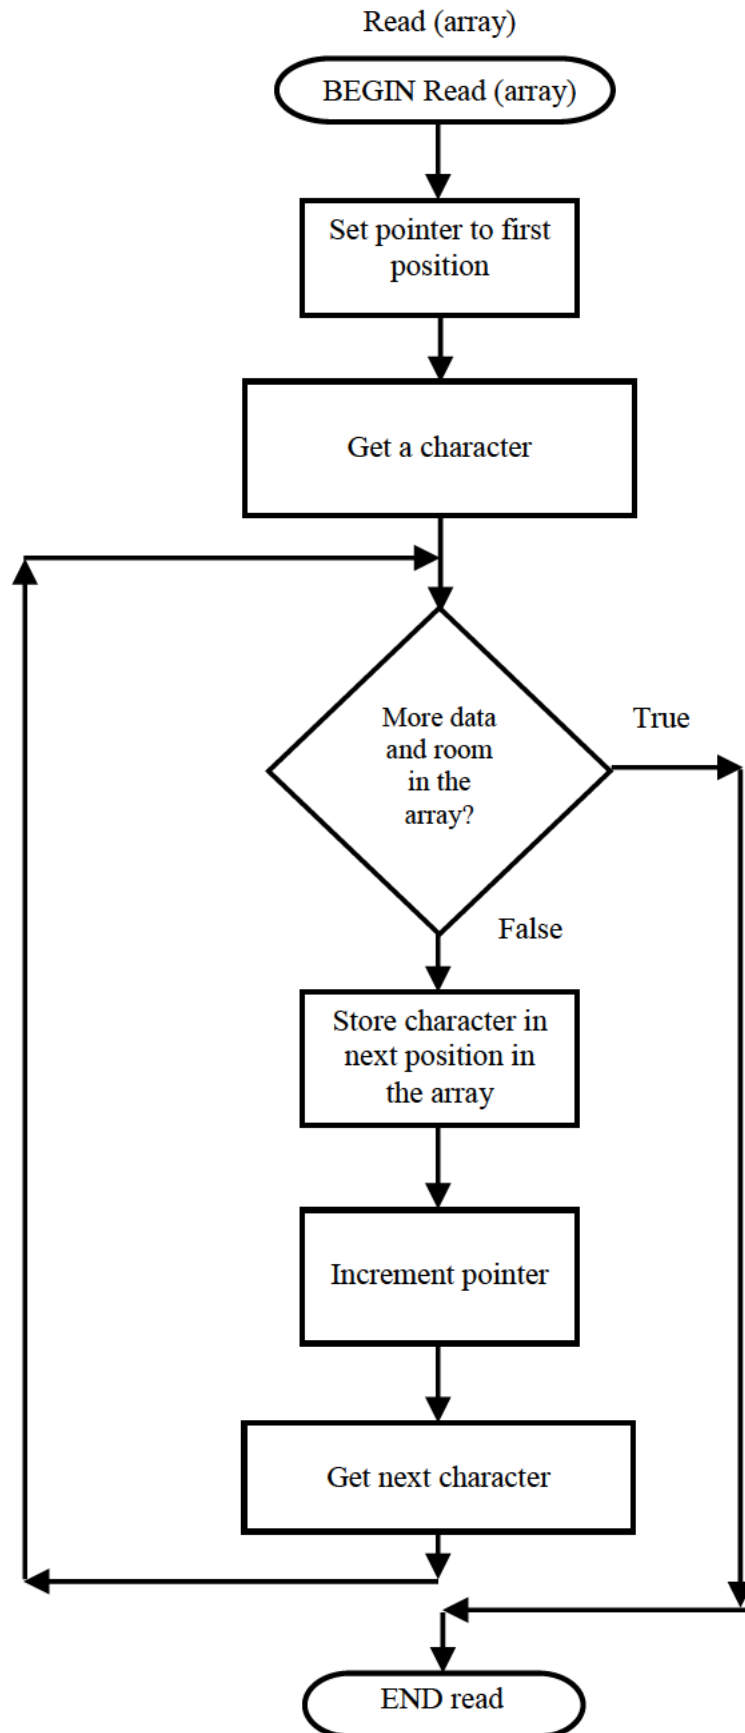 Read (array)
BEGIN Read (array)
Set pointer to first
position
Get a character
More data
and room
in the
array?
True
False
Store character in
next position in
the array
Increment pointer
Get next character
END read